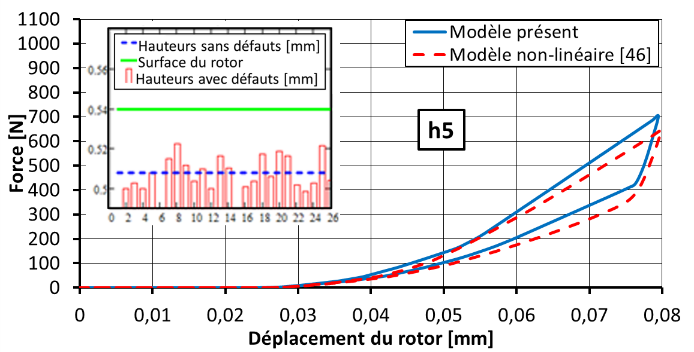 1100
1000
900
800
700
600
500
400
300
200
100
0
Force [N]
0 0,01 0,02 0,03 0,04 0,05 0,06 0,07 0,08
Déplacement du rotor [mm]
Modèle présent
Modèle non-linéaire [46]
h5
Hauteurs sans défauts [mm]
Surface du rotor
Hauteurs avec défauts [mm]
0.56
0.54
0.52
0.5
0 2 4 6 8 10 12 14 16 18 20 22 24 26